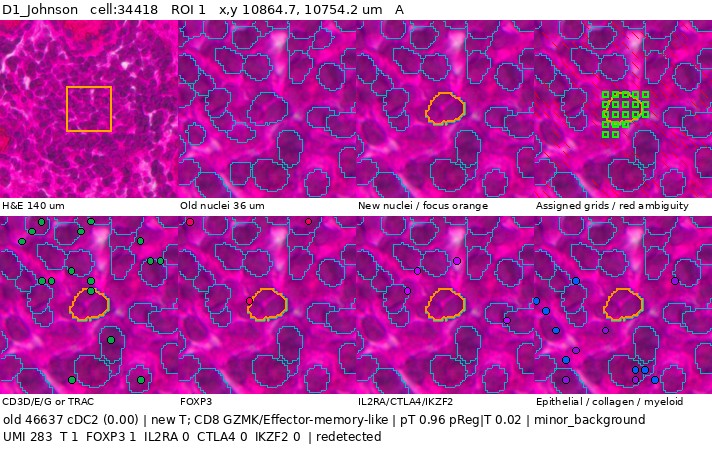 D1_Johnson   cell:34418   ROI 1   x,y 10864.7, 10754.2 um   A
H&E 140 um
Old nuclei 36 um
New nuclei / focus orange
Assigned grids / red ambiguity
CD3D/E/G or TRAC
FOXP3
IL2RA/CTLA4/IKZF2
Epithelial / collagen / myeloid
old 46637 cDC2 (0.00) | new T; CD8 GZMK/Effector-memory-like | pT 0.96 pReg|T 0.02 | minor_background
UMI 283  T 1  FOXP3 1  IL2RA 0  CTLA4 0  IKZF2 0  | redetected